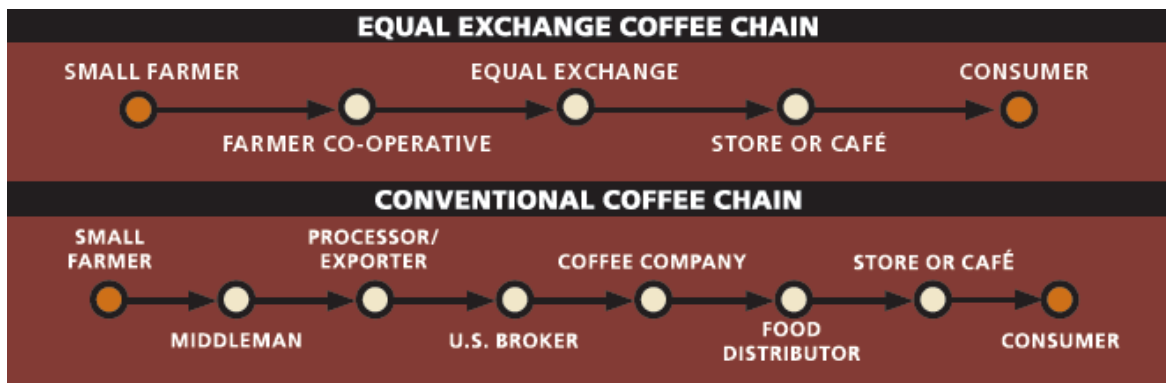 EQUAL EXCHANGE COFFEE CHAIN
SMALL FARMER
FARMER CO-OPERATIVE
EQUAL EXCHANGE
STORE OR CAFÉ
CONSUMER
CONVENTIONAL COFFEE CHAIN
SMALL
FARMER
MIDDLEMAN
PROCESSOR/
EXPORTER
U.S. BROKER
COFFEE COMPANY
FOOD
DISTRIBUTOR
STORE OR CAFÉ
CONSUMER